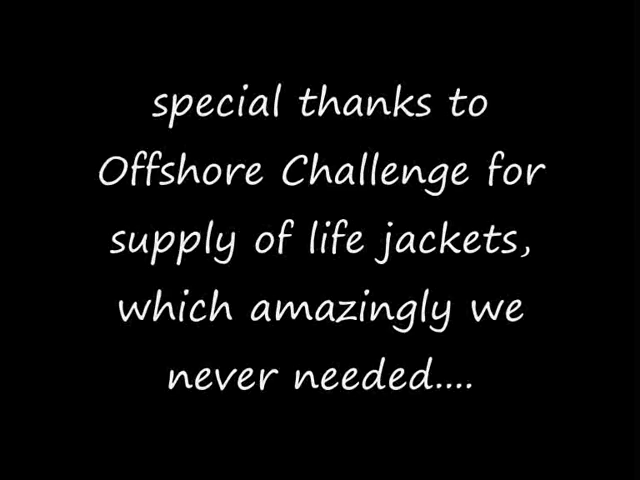 special thanks to
Offshore Challenge for
supply of life jackets,
which amazingly we
never needed....